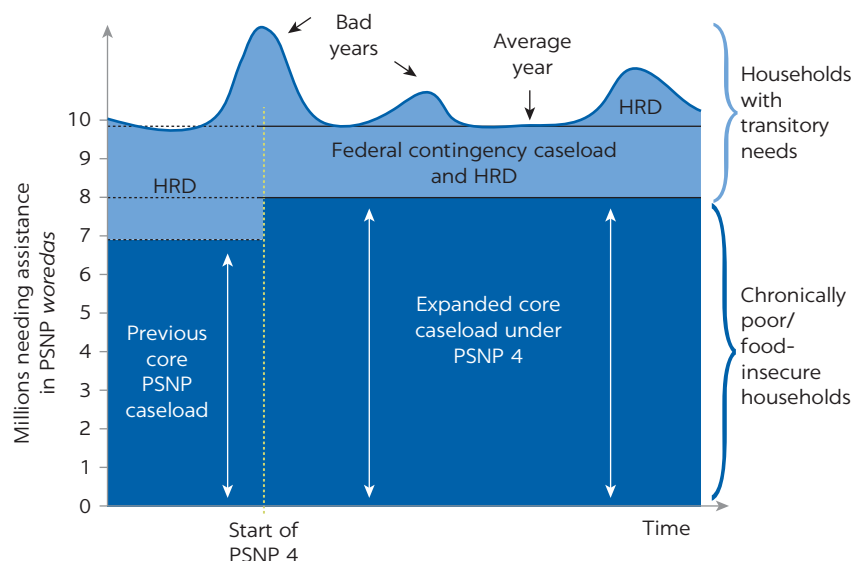 Bad
years
Average
year
Households
with
transitory
needs
HRD
Federal contingency caseload
and HRD
HRD
Millions needing assistance
in PSNP woredas
10
9
8
7
6
5
4
3
2
1
0
Previous
core
PSNP
caseload
Expanded core
caseload under
PSNP 4
Chronically
poor/
food-
insecure
households
Start of
PSNP 4
Time